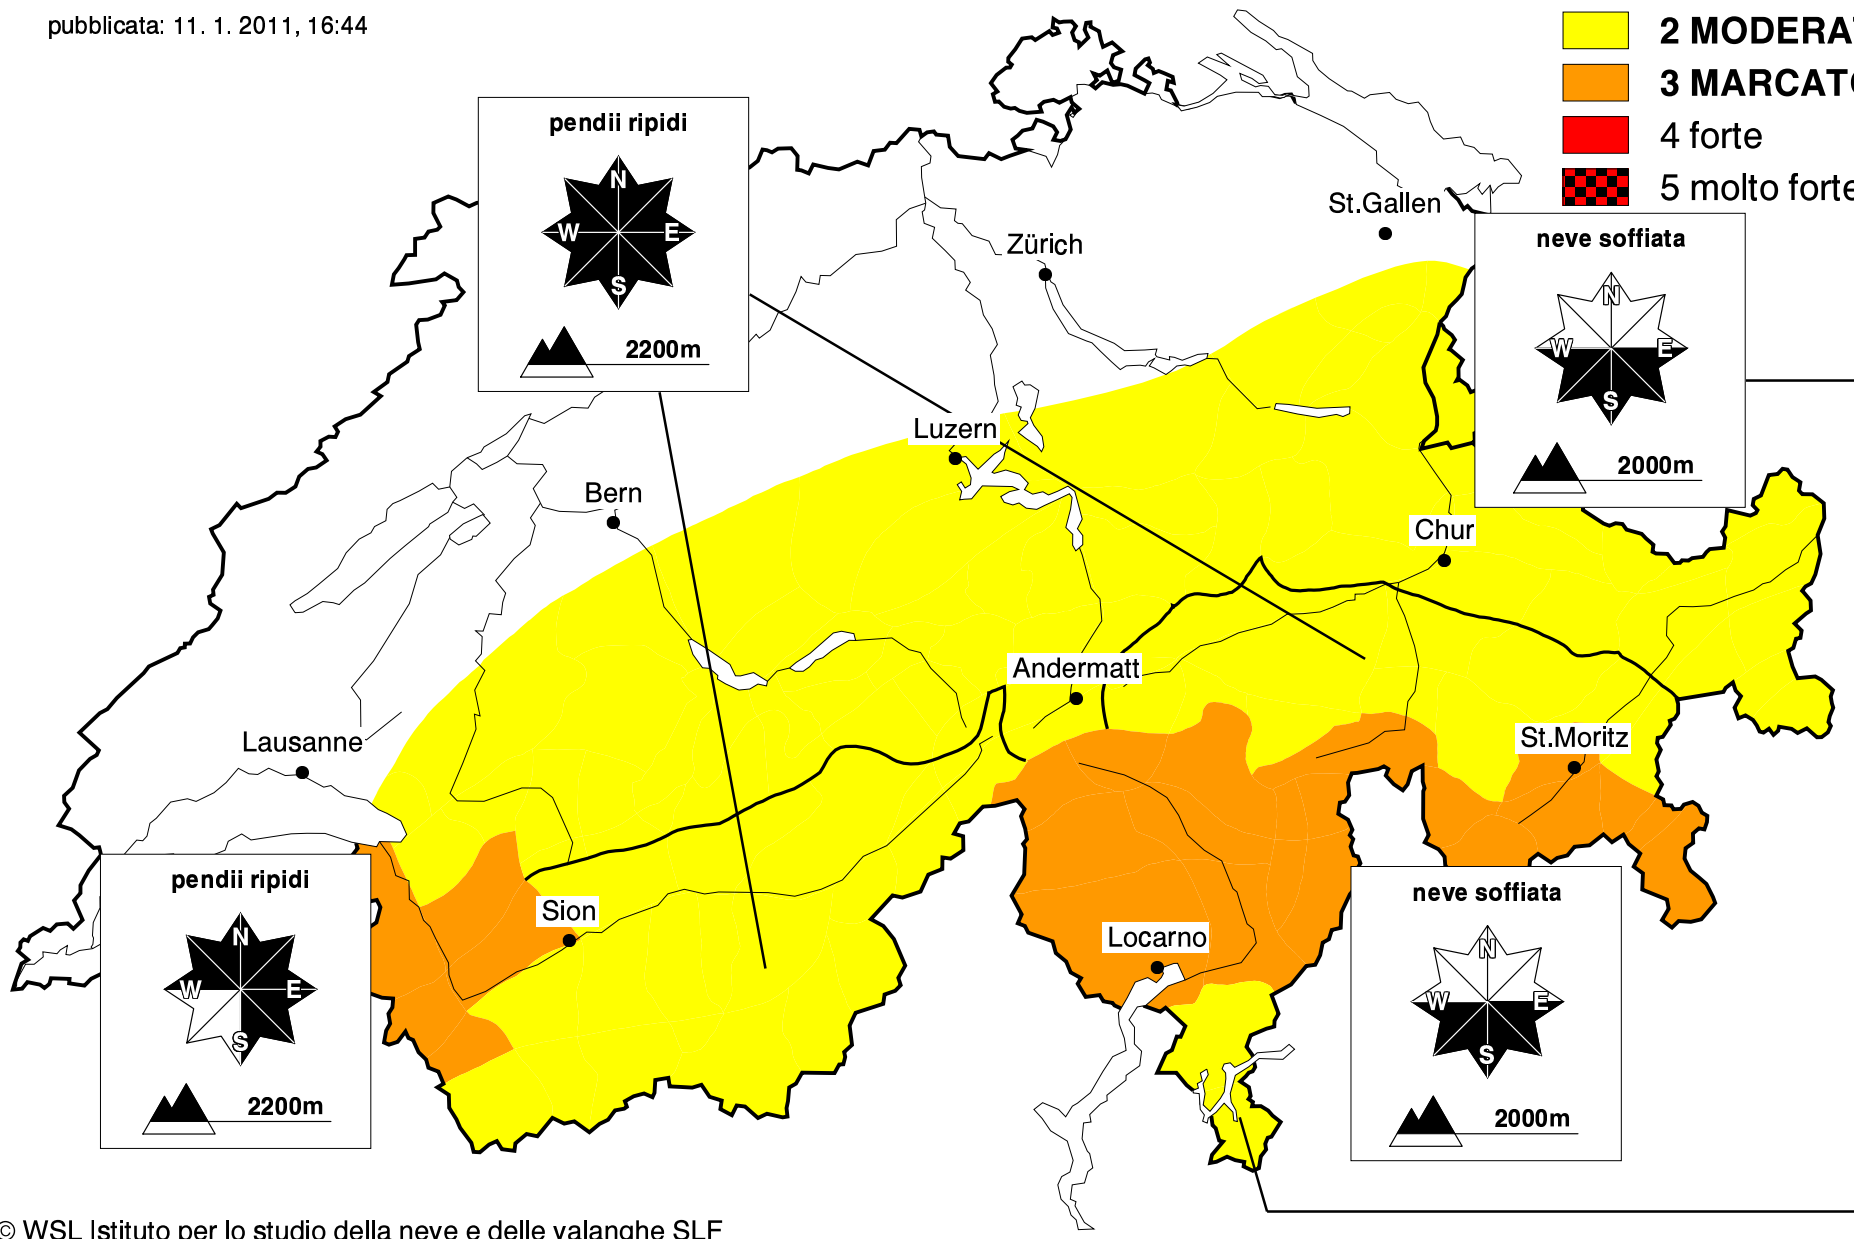 pubblicata: 11. 1. 2011, 16:44
2 MODERAT
3 MARCATO
4 forte
5 molto forte
pendii ripidi
N
W E
S
2200m
St.Gallen
Zürich
neve soffiata
N
W E
S
2000m
Luzern
Bern
Chur
Andermatt
Lausanne
St.Moritz
Sion
Locarno
pendii ripidi
N
W E
S
2200m
neve soffiata
N
W E
S
2000m
© WSL Istituto per lo studio della neve e delle valanghe SLF